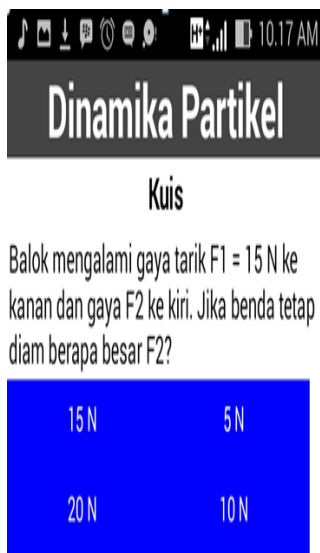 H+ 10.17 AM
Dinamika Partikel
Kuis
Balok mengalami gaya tarik F1 = 15 N ke
kanan dan gaya F2 ke kiri. Jika benda tetap
diam berapa besar F2?
15 N 5 N
20 N 10 N